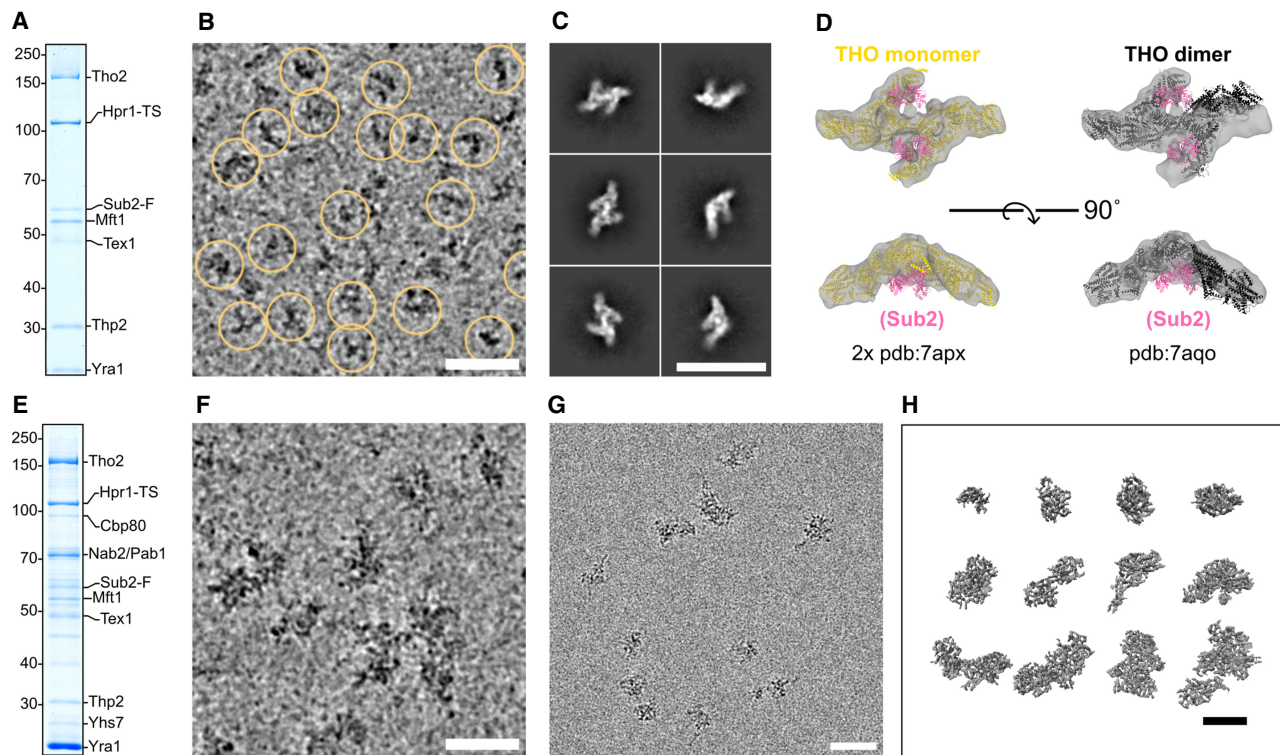 A
250
150
100
70
50
40
30
Tho2
Hpr1-TS
Sub2-F
Mft1
Tex1
Thp2
Yra1
B
C
D
THO monomer
THO dimer
90°
(Sub2)
(Sub2)
2x pdb:7apx
pdb:7aqo
E
250
150
100
70
50
40
30
Tho2
Hpr1-TS
Cbp80
Nab2/Pab1
Sub2-F
Mft1
Tex1
Thp2
Yhs7
Yra1
F
G
H